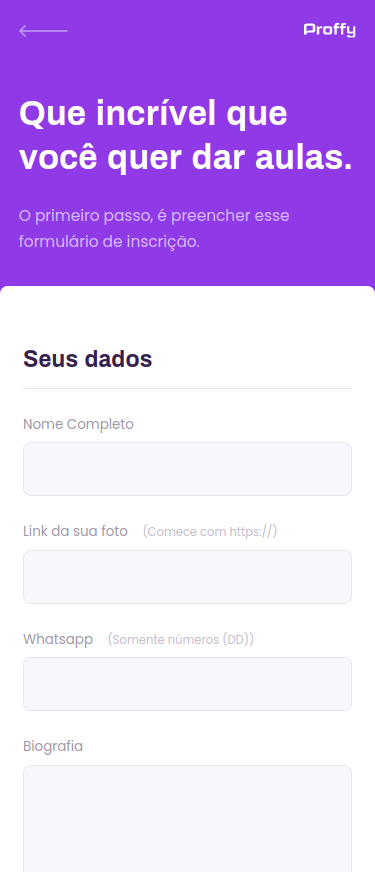 Proffy
Que incrível que
você quer dar aulas.
O primeiro passo, é preencher esse
formulário de inscrição.
Seus dados
Nome Completo
Link da sua foto (Comece com https://)
Whatsapp (Somente números (DD))
Biografia